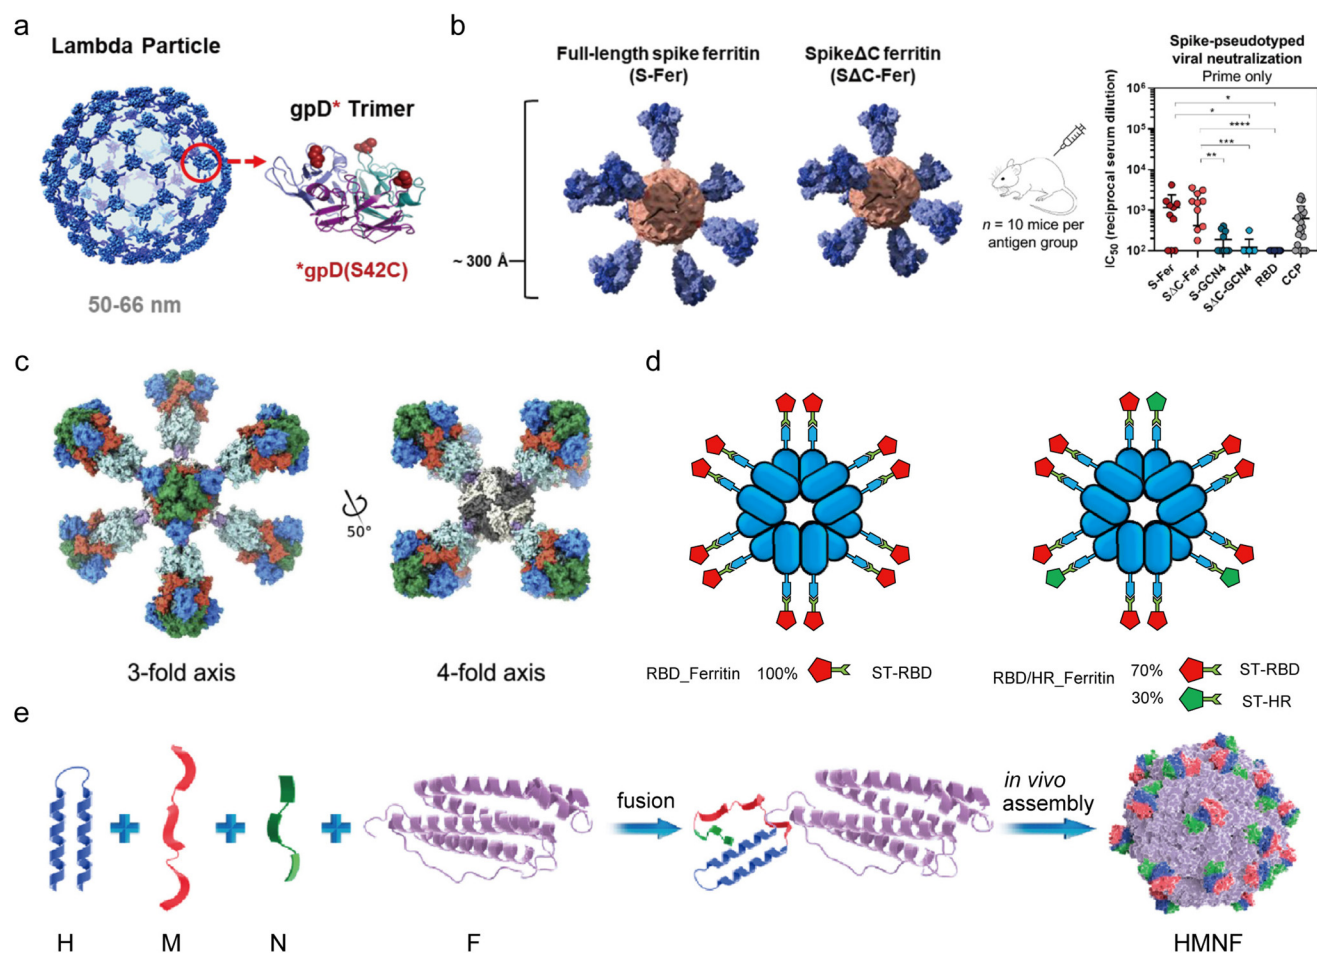 a
Lambda Particle
gpD* Trimer
*gpD(S42C)
50-66 nm
b
Full-length spike ferritin
(S-Fer)
SpikeΔC ferritin
(SΔC-Fer)
~ 300 Å
n = 10 mice per
antigen group
Spike-pseudotyped
viral neutralization
Prime only
IC50 (reciprocal serum dilution)
10⁶
10⁵
10⁴
10³
10²
*
*
****
***
**
S-Fer
SΔC-Fer
S-GCN4
SΔC-GCN4
RBD
CCP
c
50°
3-fold axis
4-fold axis
d
RBD_Ferritin 100% ST-RBD
RBD/HR_Ferritin 70% ST-RBD
30% ST-HR
e
fusion
in vivo
assembly
H
M
N
F
HMNF